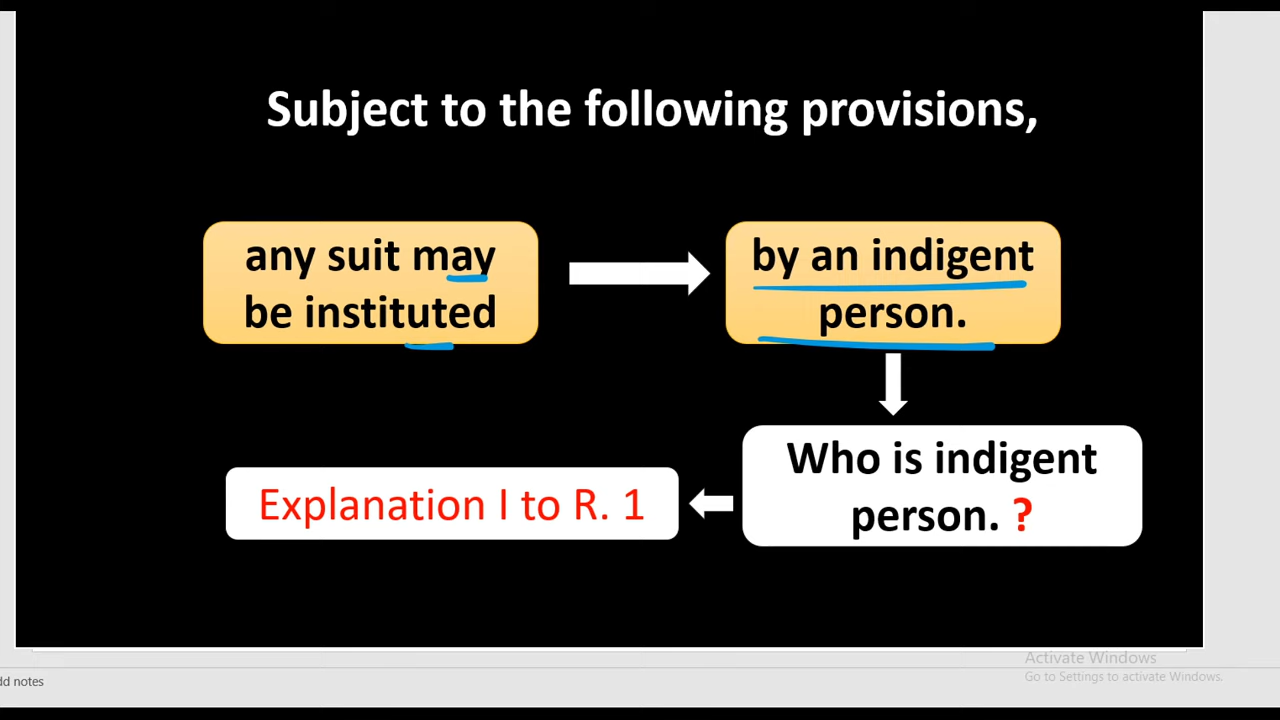 Subject to the following provisions,
any suit may
be instituted
by an indigent
person.
Who is indigent
person. ?
Explanation I to R. 1
Activate Windows
Go to Settings to activate Windows.
dd notes